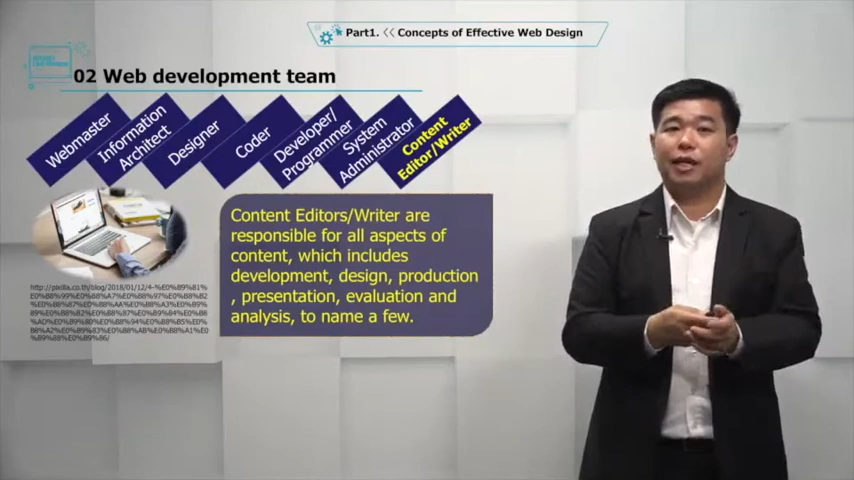 Part1. << Concepts of Effective Web Design
02 Web development team
Webmaster
Information
Architect
Designer
Coder
Developer/
Programmer
System
Administrator
Content
Editor/Writer
Content Editors/Writer are
responsible for all aspects of
content, which includes
development, design, production
, presentation, evaluation and
analysis, to name a few.